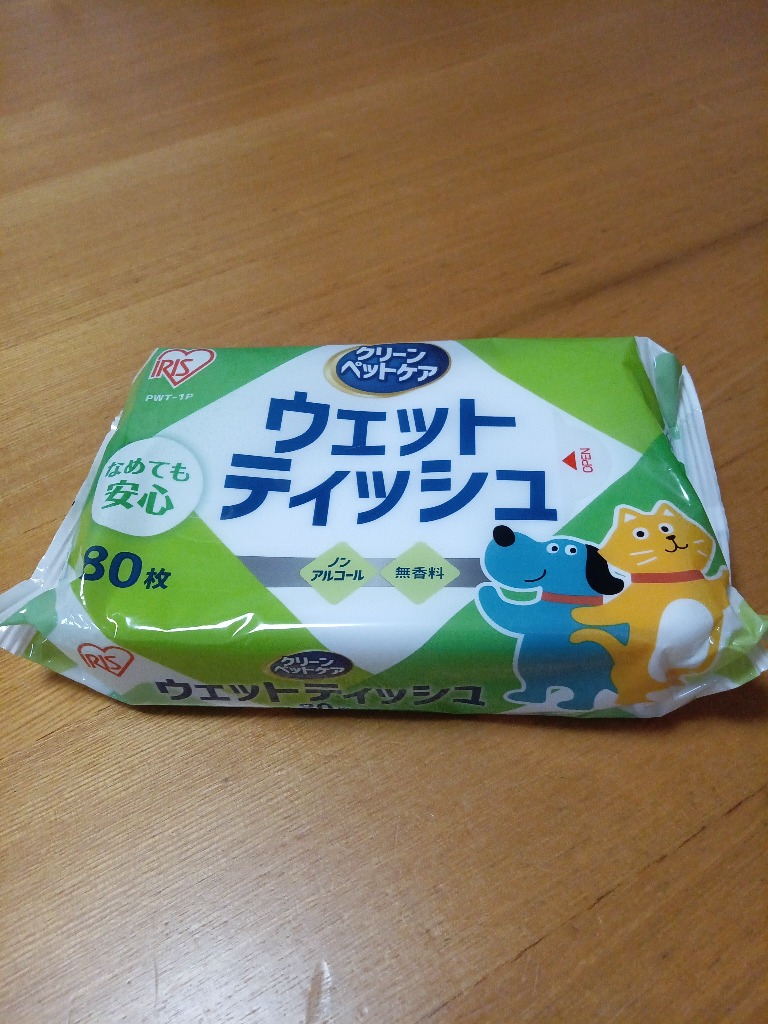 IRIS
PWT-1P
クリーン
ペットケア
ウェット
ティッシュ
OPEN
なめても
安心
80枚
ノン
アルコール
無香料
IRIS
クリーン
ペットケア
ウェットティッシュ
80